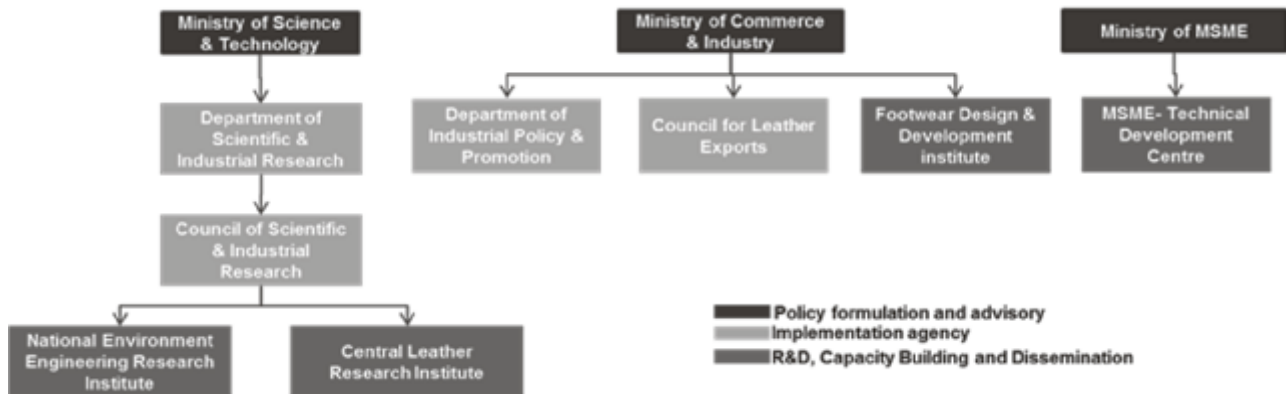 Ministry of Science
& Technology
Ministry of Commerce
& Industry
Ministry of MSME
Department of
Scientific &
Industrial Research
Department of
Industrial Policy &
Promotion
Council for Leather
Exports
Footwear Design &
Development
institute
MSME- Technical
Development
Centre
Council of Scientific
& Industrial
Research
National Environment
Engineering Research
Institute
Central Leather
Research Institute
Policy formulation and advisory
Implementation agency
R&D, Capacity Building and Dissemination